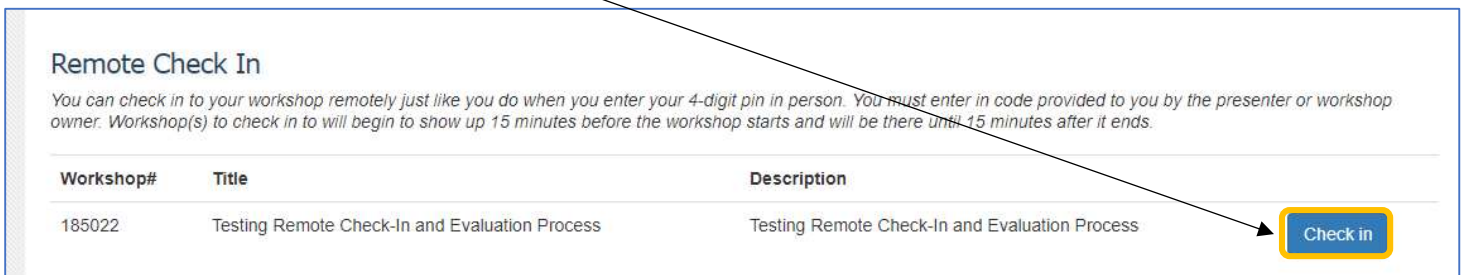 Remote Check In
You can check in to your workshop remotely just like you do when you enter your 4-digit pin in person. You must enter in code provided to you by the presenter or workshop
owner. Workshop(s) to check in to will begin to show up 15 minutes before the workshop starts and will be there until 15 minutes after it ends.
Workshop# Title Description
185022 Testing Remote Check-In and Evaluation Process Testing Remote Check-In and Evaluation Process Check in